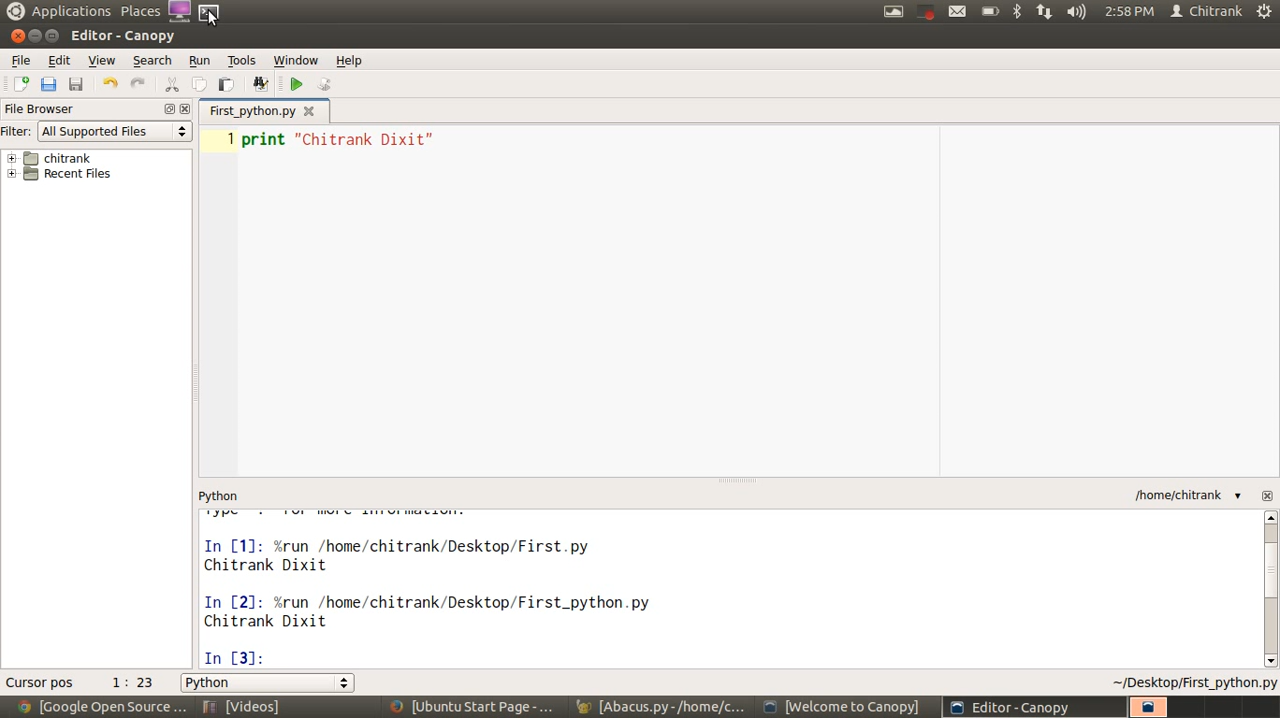 Applications Places 2:58 PM Chitrank
Editor - Canopy
File Edit View Search Run Tools Window Help
File Browser
Filter: All Supported Files
chitrank
Recent Files
First_python.py
1 print "Chitrank Dixit"
Python /home/chitrank
Type '?' for more information.
In [1]: %run /home/chitrank/Desktop/First.py
Chitrank Dixit
In [2]: %run /home/chitrank/Desktop/First_python.py
Chitrank Dixit
In [3]:
Cursor pos 1 : 23 Python ~/Desktop/First_python.py
[Google Open Source ... [Videos] [Ubuntu Start Page - ... [Abacus.py - /home/c... [Welcome to Canopy] Editor - Canopy